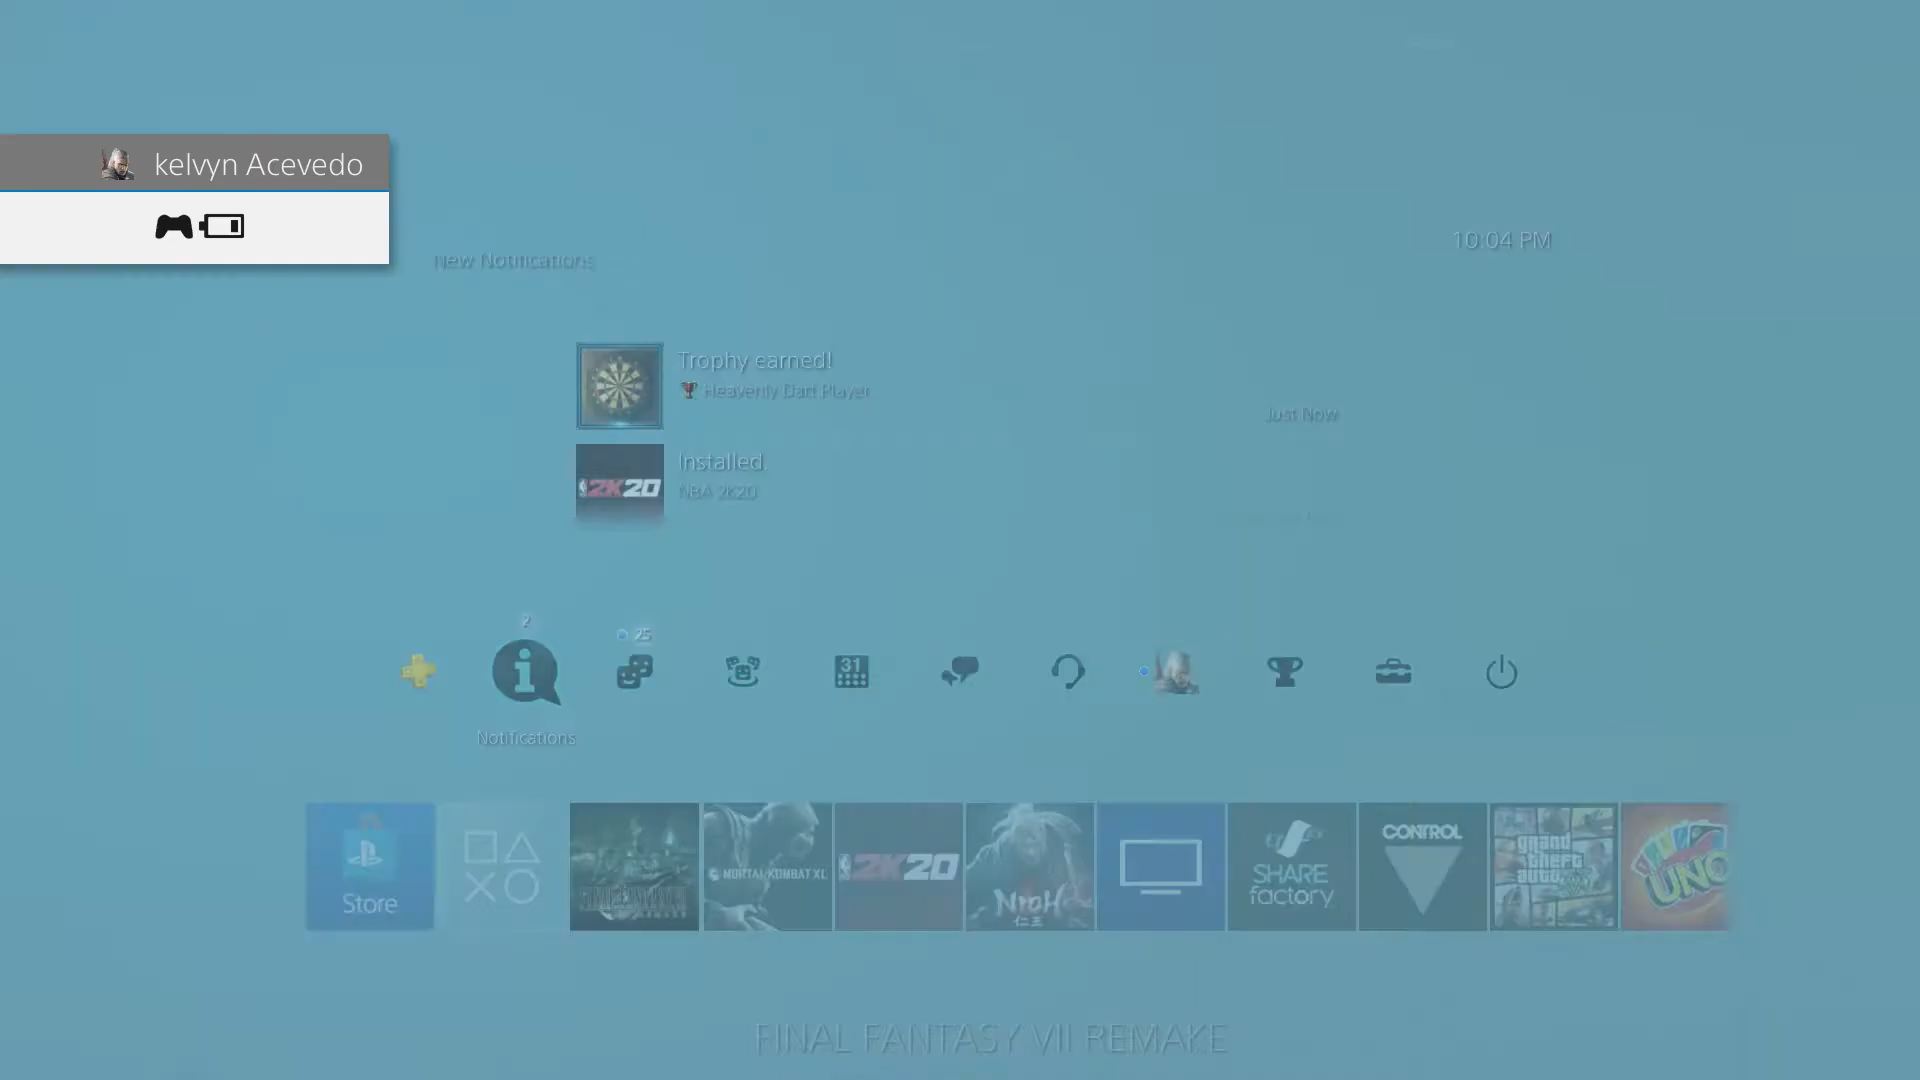 kelvyn Acevedo
10:04 PM
New Notifications
Trophy earned!
Heavenly Dart Player
Just Now
Installed.
NBA 2K20
2
25
31
Notifications
Store
MORTAL KOMBAT XL
2K20
NIOH
仁王
SHARE
factory
CONTROL
grand
theft
auto
UNO
FINAL FANTASY VII REMAKE